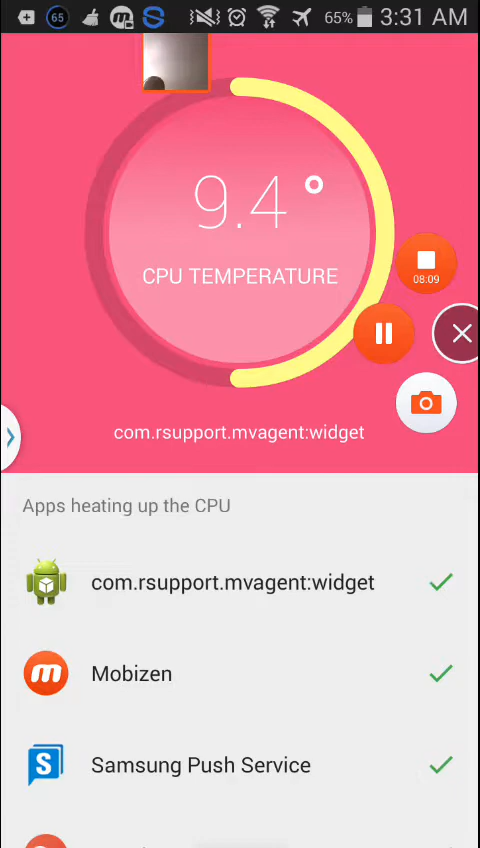 65 65% 3:31 AM
9.4°
CPU TEMPERATURE
08:09
com.rsupport.mvagent:widget
Apps heating up the CPU
com.rsupport.mvagent:widget
Mobizen
Samsung Push Service